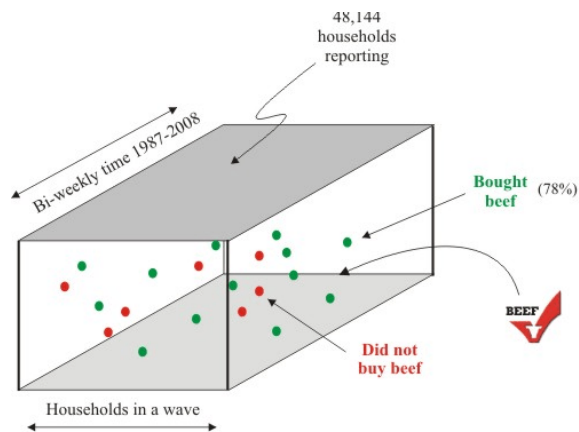 48,144
households
reporting
Bi-weekly time 1987-2008
Bought
beef
(78%)
BEEF
Did not
buy beef
Households in a wave